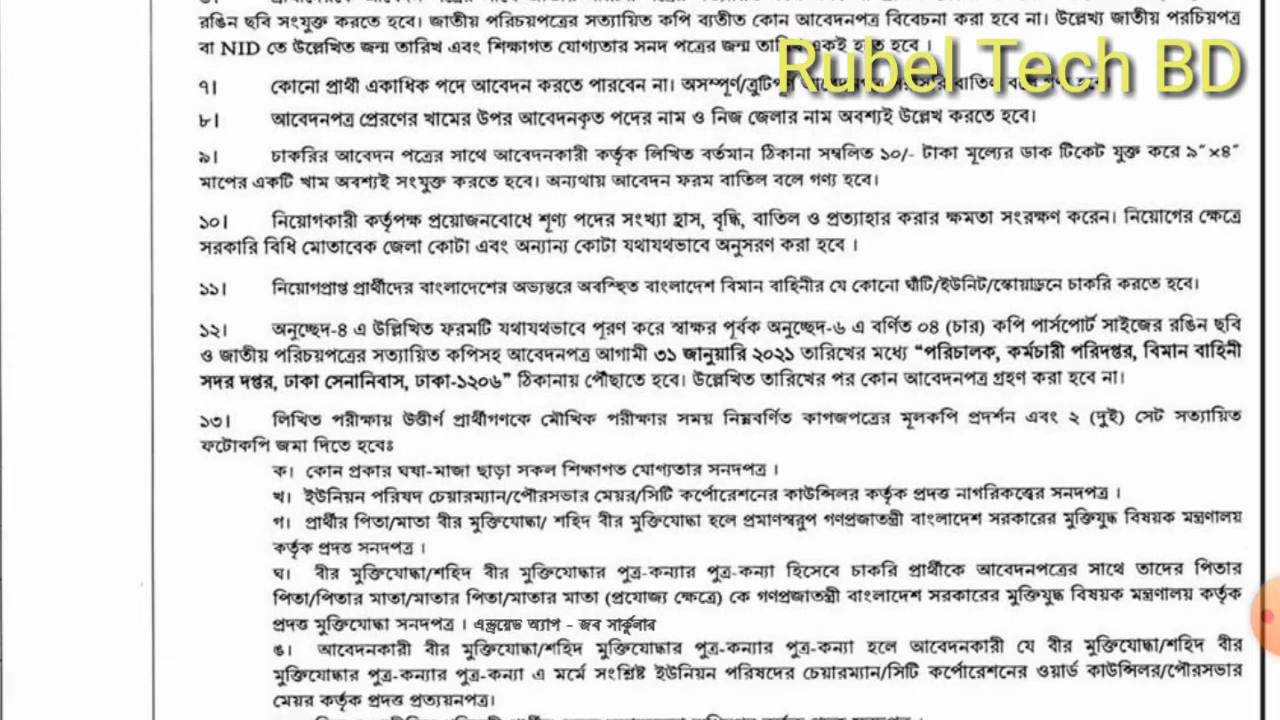 রঙিন ছবি সংযুক্ত করতে হবে। জাতীয় পরিচয়পত্রের সত্যায়িত কপি ব্যতীত কোন আবেদনপত্র বিবেচনা করা হবে না। উল্লেখ্য জাতীয় পরচিয়পত্র
বা NID তে উল্লেখিত জন্ম তারিখ এবং শিক্ষাগত যোগ্যতার সনদ পত্রের জন্ম তারিখ একই হতে হবে ।
Rubel Tech BD
৭। কোনো প্রার্থী একাধিক পদে আবেদন করতে পারবেন না। অসম্পূর্ণ/ত্রুটিপূর্ণ
৮। আবেদনপত্র প্রেরণের খামের উপর আবেদনকৃত পদের নাম ও নিজ জেলার নাম অবশ্যই উল্লেখ করতে হবে।
৯। চাকরির আবেদন পত্রের সাথে আবেদনকারী কর্তৃক লিখিত বর্তমান ঠিকানা সম্বলিত ১০/- টাকা মূল্যের ডাক টিকেট যুক্ত করে ৯˝×৪˝
মাপের একটি খাম অবশ্যই সংযুক্ত করতে হবে। অন্যথায় আবেদন ফরম বাতিল বলে গণ্য হবে।
১০। নিয়োগকারী কর্তৃপক্ষ প্রয়োজনবোধে শূণ্য পদের সংখ্যা হ্রাস, বৃদ্ধি, বাতিল ও প্রত্যাহার করার ক্ষমতা সংরক্ষণ করেন। নিয়োগের ক্ষেত্রে
সরকারি বিধি মোতাবেক জেলা কোটা এবং অন্যান্য কোটা যথাযথভাবে অনুসরণ করা হবে ।
১১। নিয়োগপ্রাপ্ত প্রার্থীদের বাংলাদেশের অভ্যন্তরে অবস্থিত বাংলাদেশ বিমান বাহিনীর যে কোনো ঘাঁটি/ইউনিট/স্কোয়াড্রনে চাকরি করতে হবে।
১২। অনুচ্ছেদ-৪ এ উল্লিখিত ফরমটি যথাযথভাবে পূরণ করে স্বাক্ষর পূর্বক অনুচ্ছেদ-৬ এ বর্ণিত ০৪ (চার) কপি পার্সপোর্ট সাইজের রঙিন ছবি
ও জাতীয় পরিচয়পত্রের সত্যায়িত কপিসহ আবেদনপত্র আগামী ৩১ জানুয়ারি ২০২১ তারিখের মধ্যে “পরিচালক, কর্মচারী পরিদপ্তর, বিমান বাহিনী
সদর দপ্তর, ঢাকা সেনানিবাস, ঢাকা-১২০৬” ঠিকানায় পৌঁছাতে হবে। উল্লেখিত তারিখের পর কোন আবেদনপত্র গ্রহণ করা হবে না।
১৩। লিখিত পরীক্ষায় উত্তীর্ণ প্রার্থীগণকে মৌখিক পরীক্ষার সময় নিম্নবর্ণিত কাগজপত্রের মূলকপি প্রদর্শন এবং ২ (দুই) সেট সত্যায়িত
ফটোকপি জমা দিতে হবেঃ
ক। কোন প্রকার ঘষা-মাজা ছাড়া সকল শিক্ষাগত যোগ্যতার সনদপত্র ।
খ। ইউনিয়ন পরিষদ চেয়ারম্যান/পৌরসভার মেয়র/সিটি কর্পোরেশনের কাউন্সিলর কর্তৃক প্রদত্ত নাগরিকত্বের সনদপত্র ।
গ। প্রার্থীর পিতা/মাতা বীর মুক্তিযোদ্ধা/ শহিদ বীর মুক্তিযোদ্ধা হলে প্রমাণস্বরুপ গণপ্রজাতন্ত্রী বাংলাদেশ সরকারের মুক্তিযুদ্ধ বিষয়ক মন্ত্রণালয়
কর্তৃক প্রদত্ত সনদপত্র ।
ঘ। বীর মুক্তিযোদ্ধা/শহিদ বীর মুক্তিযোদ্ধার পুত্র-কন্যার পুত্র-কন্যা হিসেবে চাকরি প্রার্থীকে আবেদনপত্রের সাথে তাদের পিতার
পিতা/পিতার মাতা/মাতার পিতা/মাতার মাতা (প্রযোজ্য ক্ষেত্রে) কে গণপ্রজাতন্ত্রী বাংলাদেশ সরকারের মুক্তিযুদ্ধ বিষয়ক মন্ত্রণালয় কর্তৃক
প্রদত্ত মুক্তিযোদ্ধা সনদপত্র । এন্ড্রয়েড অ্যাপ - জব সার্কুলার
ঙ। আবেদনকারী বীর মুক্তিযোদ্ধা/শহিদ মুক্তিযোদ্ধার পুত্র-কন্যার পুত্র-কন্যা হলে আবেদনকারী যে বীর মুক্তিযোদ্ধা/শহিদ বীর
মুক্তিযোদ্ধার পুত্র-কন্যার পুত্র-কন্যা এ মর্মে সংশ্লিষ্ট ইউনিয়ন পরিষদের চেয়ারম্যান/সিটি কর্পোরেশনের ওয়ার্ড কাউন্সিলর/পৌরসভার
মেয়র কর্তৃক প্রদত্ত প্রত্যয়নপত্র।